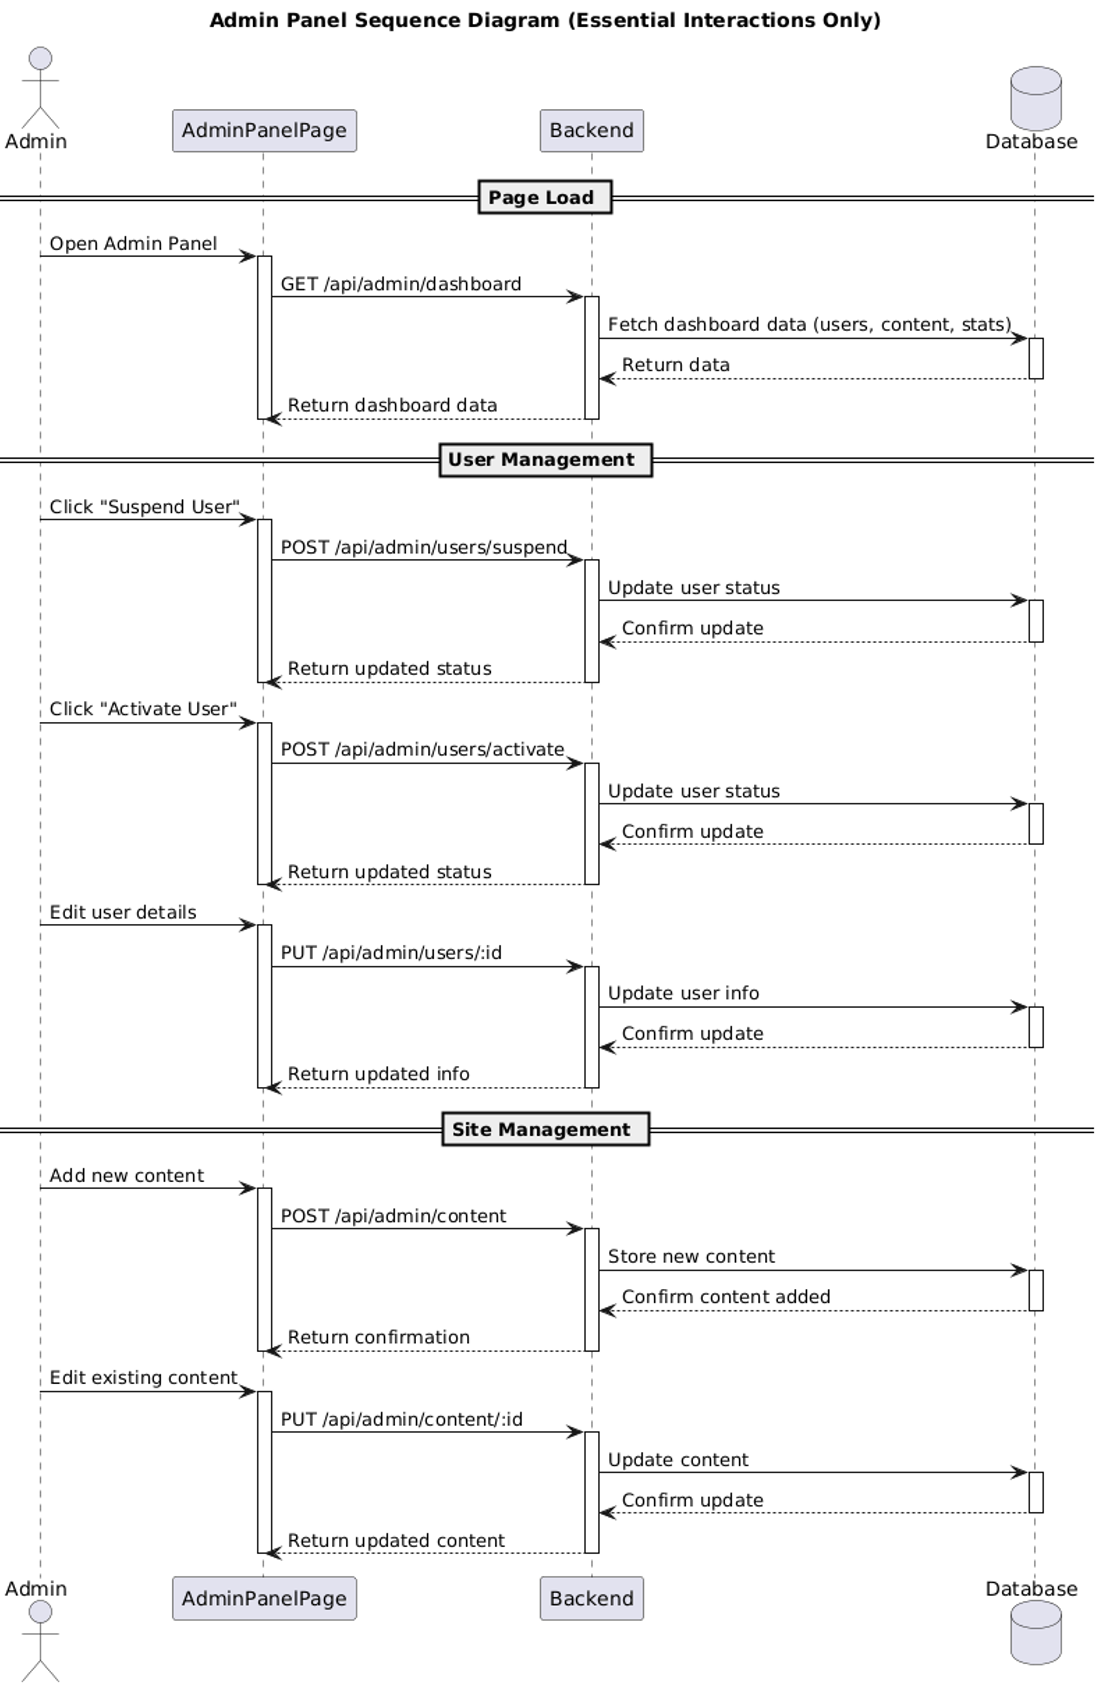 Admin Panel Sequence Diagram (Essential Interactions Only)
Admin
AdminPanelPage
Backend
Database
Page Load
Open Admin Panel
GET /api/admin/dashboard
Fetch dashboard data (users, content, stats)
Return data
Return dashboard data
User Management
Click "Suspend User"
POST /api/admin/users/suspend
Update user status
Confirm update
Return updated status
Click "Activate User"
POST /api/admin/users/activate
Update user status
Confirm update
Return updated status
Edit user details
PUT /api/admin/users/:id
Update user info
Confirm update
Return updated info
Site Management
Add new content
POST /api/admin/content
Store new content
Confirm content added
Return confirmation
Edit existing content
PUT /api/admin/content/:id
Update content
Confirm update
Return updated content
Admin
AdminPanelPage
Backend
Database